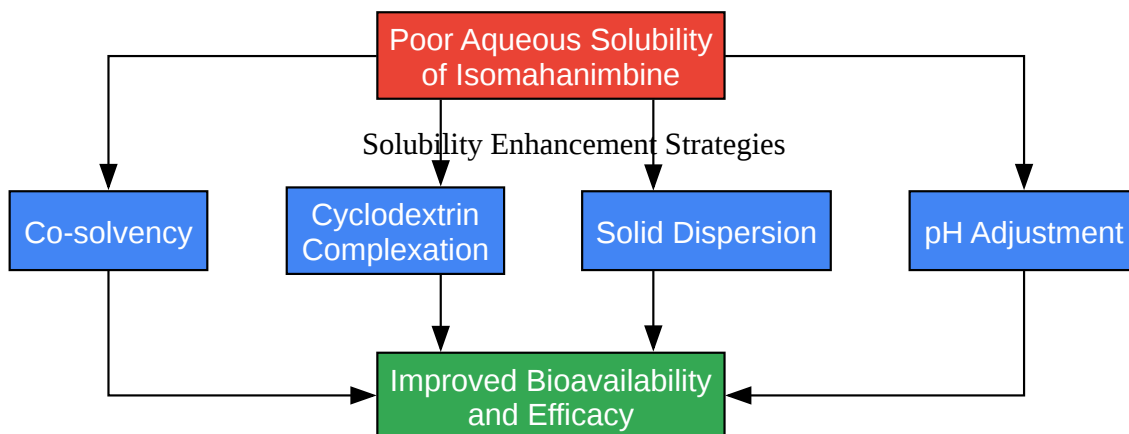 Poor Aqueous Solubility
of Isomahanimbine
Solubility Enhancement Strategies
Co-solvency
Cyclodextrin
Complexation
Solid Dispersion
pH Adjustment
Improved Bioavailability
and Efficacy